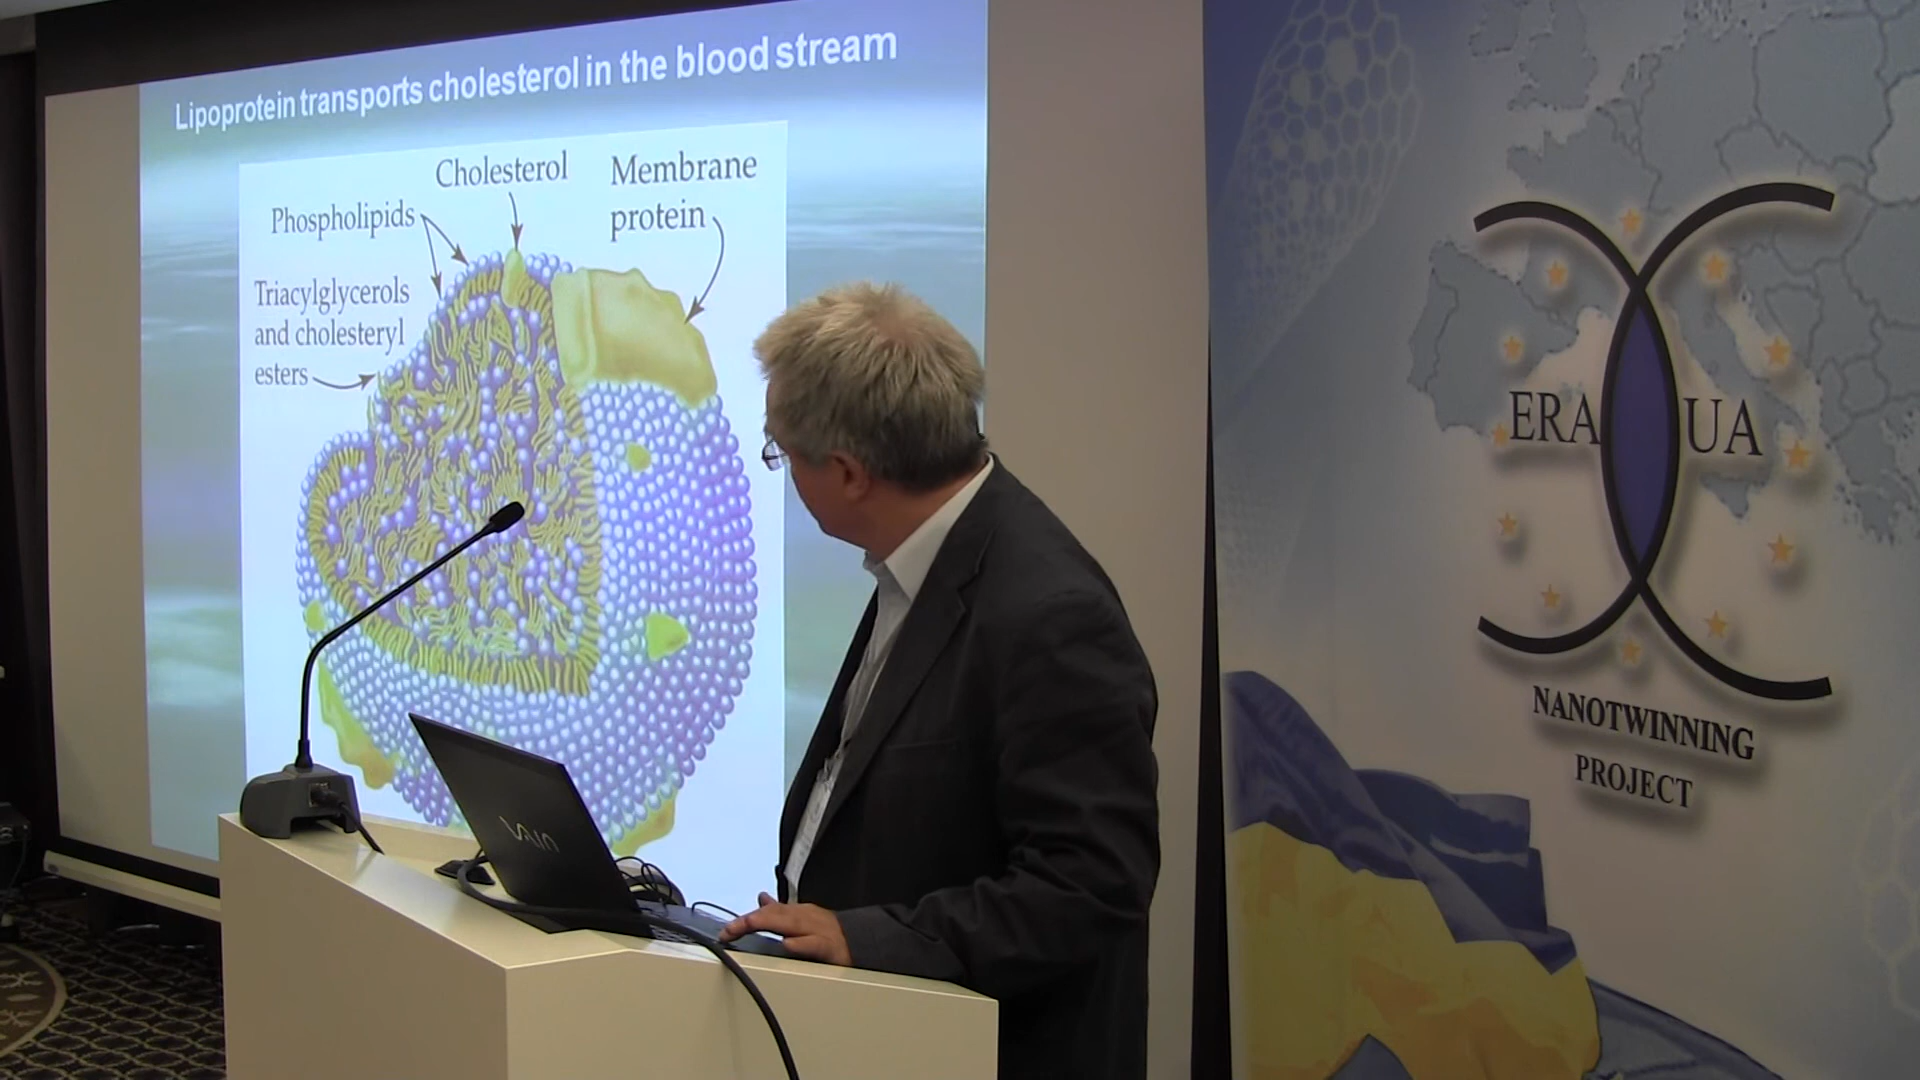 Lipoprotein transports cholesterol in the blood stream
Cholesterol
Membrane
protein
Phospholipids
Triacylglycerols
and cholesteryl
esters
VAIO
ERA UA
NANOTWINNING
PROJECT